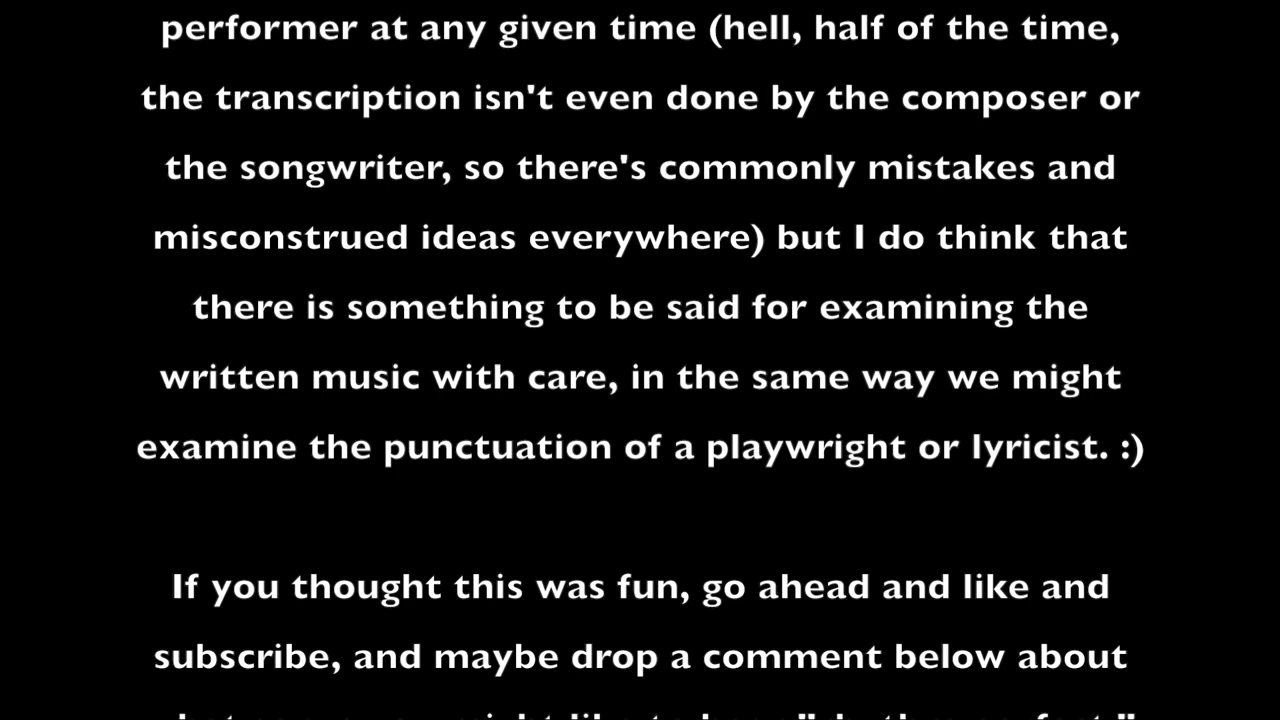 performer at any given time (hell, half of the time,
the transcription isn't even done by the composer or
the songwriter, so there's commonly mistakes and
misconstrued ideas everywhere) but I do think that
there is something to be said for examining the
written music with care, in the same way we might
examine the punctuation of a playwright or lyricist. :)
If you thought this was fun, go ahead and like and
subscribe, and maybe drop a comment below about